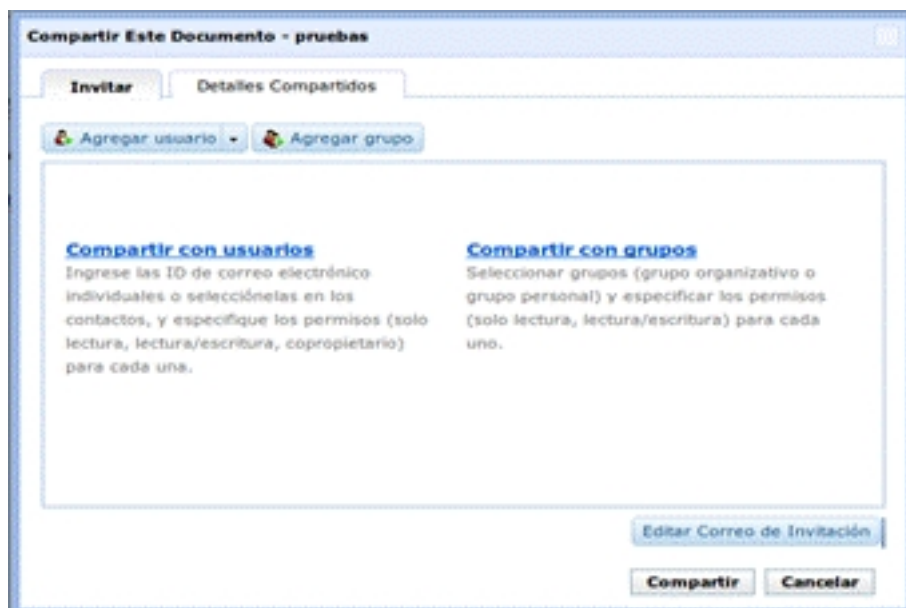 Compartir Este Documento - pruebas
Invitar
Detalles Compartidos
Agregar usuario
Agregar grupo
Compartir con usuarios
Ingrese las ID de correo electrónico
individuales o selecciónelas en los
contactos, y especifique los permisos (solo
lectura, lectura/escritura, copropietario)
para cada una.
Compartir con grupos
Seleccionar grupos (grupo organizativo o
grupo personal) y especificar los permisos
(solo lectura, lectura/escritura) para cada
uno.
Editar Correo de Invitación
Compartir
Cancelar